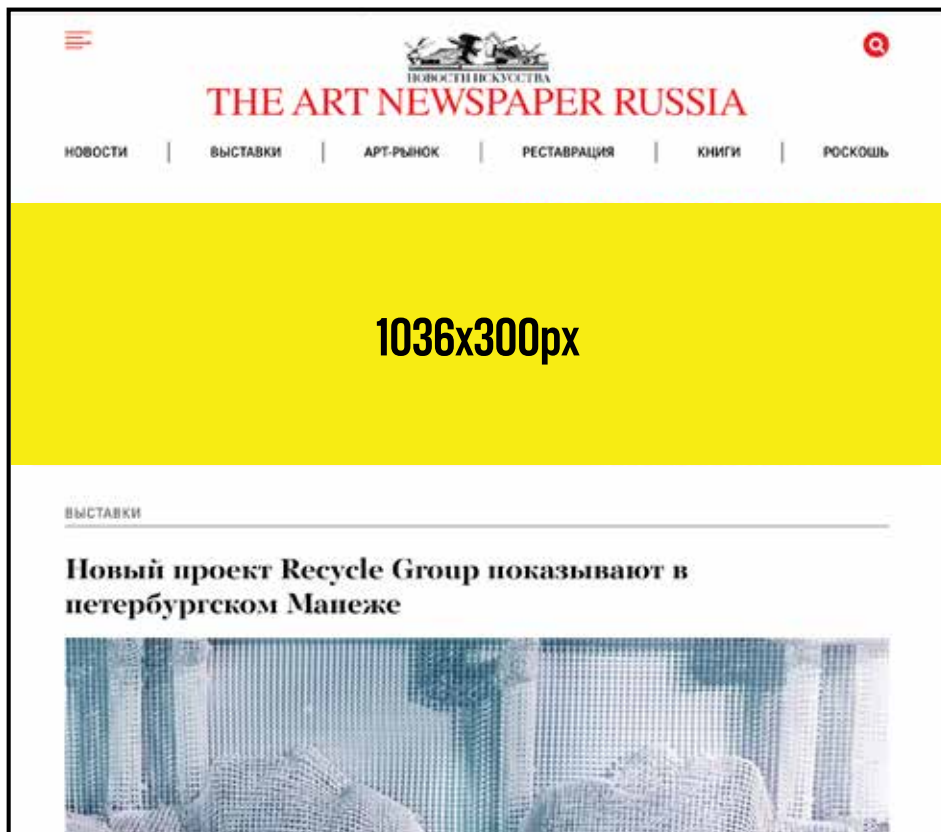 НОВОСТИ ИСКУССТВА
THE ART NEWSPAPER RUSSIA
НОВОСТИ | ВЫСТАВКИ | АРТ-РЫНОК | РЕСТАВРАЦИЯ | КНИГИ | РОСКОШЬ
1036x300px
ВЫСТАВКИ
Новый проект Recycle Group показывают в
петербургском Манеже